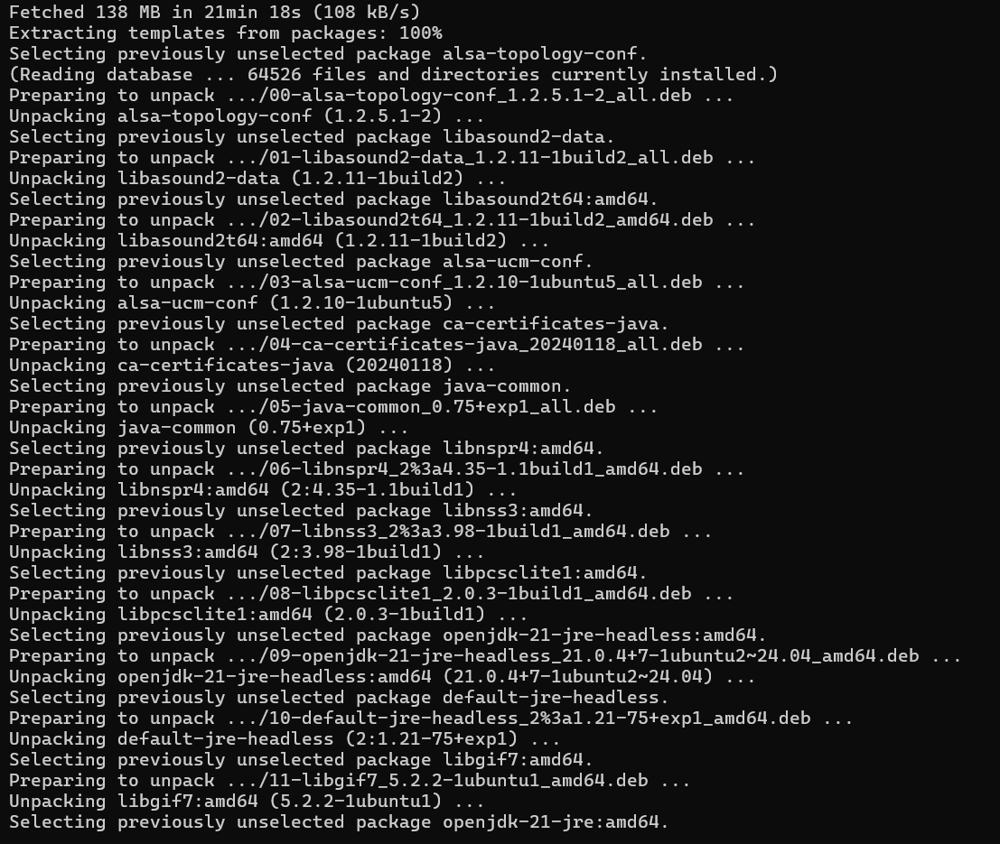 Fetched 138 MB in 21min 18s (108 kB/s)
Extracting templates from packages: 100%
Selecting previously unselected package alsa-topology-conf.
(Reading database ... 64526 files and directories currently installed.)
Preparing to unpack .../00-alsa-topology-conf_1.2.5.1-2_all.deb ...
Unpacking alsa-topology-conf (1.2.5.1-2) ...
Selecting previously unselected package libasound2-data.
Preparing to unpack .../01-libasound2-data_1.2.11-1build2_all.deb ...
Unpacking libasound2-data (1.2.11-1build2) ...
Selecting previously unselected package libasound2t64:amd64.
Preparing to unpack .../02-libasound2t64_1.2.11-1build2_amd64.deb ...
Unpacking libasound2t64:amd64 (1.2.11-1build2) ...
Selecting previously unselected package alsa-ucm-conf.
Preparing to unpack .../03-alsa-ucm-conf_1.2.10-1ubuntu5_all.deb ...
Unpacking alsa-ucm-conf (1.2.10-1ubuntu5) ...
Selecting previously unselected package ca-certificates-java.
Preparing to unpack .../04-ca-certificates-java_20240118_all.deb ...
Unpacking ca-certificates-java (20240118) ...
Selecting previously unselected package java-common.
Preparing to unpack .../05-java-common_0.75+exp1_all.deb ...
Unpacking java-common (0.75+exp1) ...
Selecting previously unselected package libnspr4:amd64.
Preparing to unpack .../06-libnspr4_2%3a4.35-1.1build1_amd64.deb ...
Unpacking libnspr4:amd64 (2:4.35-1.1build1) ...
Selecting previously unselected package libnss3:amd64.
Preparing to unpack .../07-libnss3_2%3a3.98-1build1_amd64.deb ...
Unpacking libnss3:amd64 (2:3.98-1build1) ...
Selecting previously unselected package libpcsclite1:amd64.
Preparing to unpack .../08-libpcsclite1_2.0.3-1build1_amd64.deb ...
Unpacking libpcsclite1:amd64 (2.0.3-1build1) ...
Selecting previously unselected package openjdk-21-jre-headless:amd64.
Preparing to unpack .../09-openjdk-21-jre-headless_21.0.4+7-1ubuntu2~24.04_amd64.deb ...
Unpacking openjdk-21-jre-headless:amd64 (21.0.4+7-1ubuntu2~24.04) ...
Selecting previously unselected package default-jre-headless.
Preparing to unpack .../10-default-jre-headless_2%3a1.21-75+exp1_amd64.deb ...
Unpacking default-jre-headless (2:1.21-75+exp1) ...
Selecting previously unselected package libgif7:amd64.
Preparing to unpack .../11-libgif7_5.2.2-1ubuntu1_amd64.deb ...
Unpacking libgif7:amd64 (5.2.2-1ubuntu1) ...
Selecting previously unselected package openjdk-21-jre:amd64.